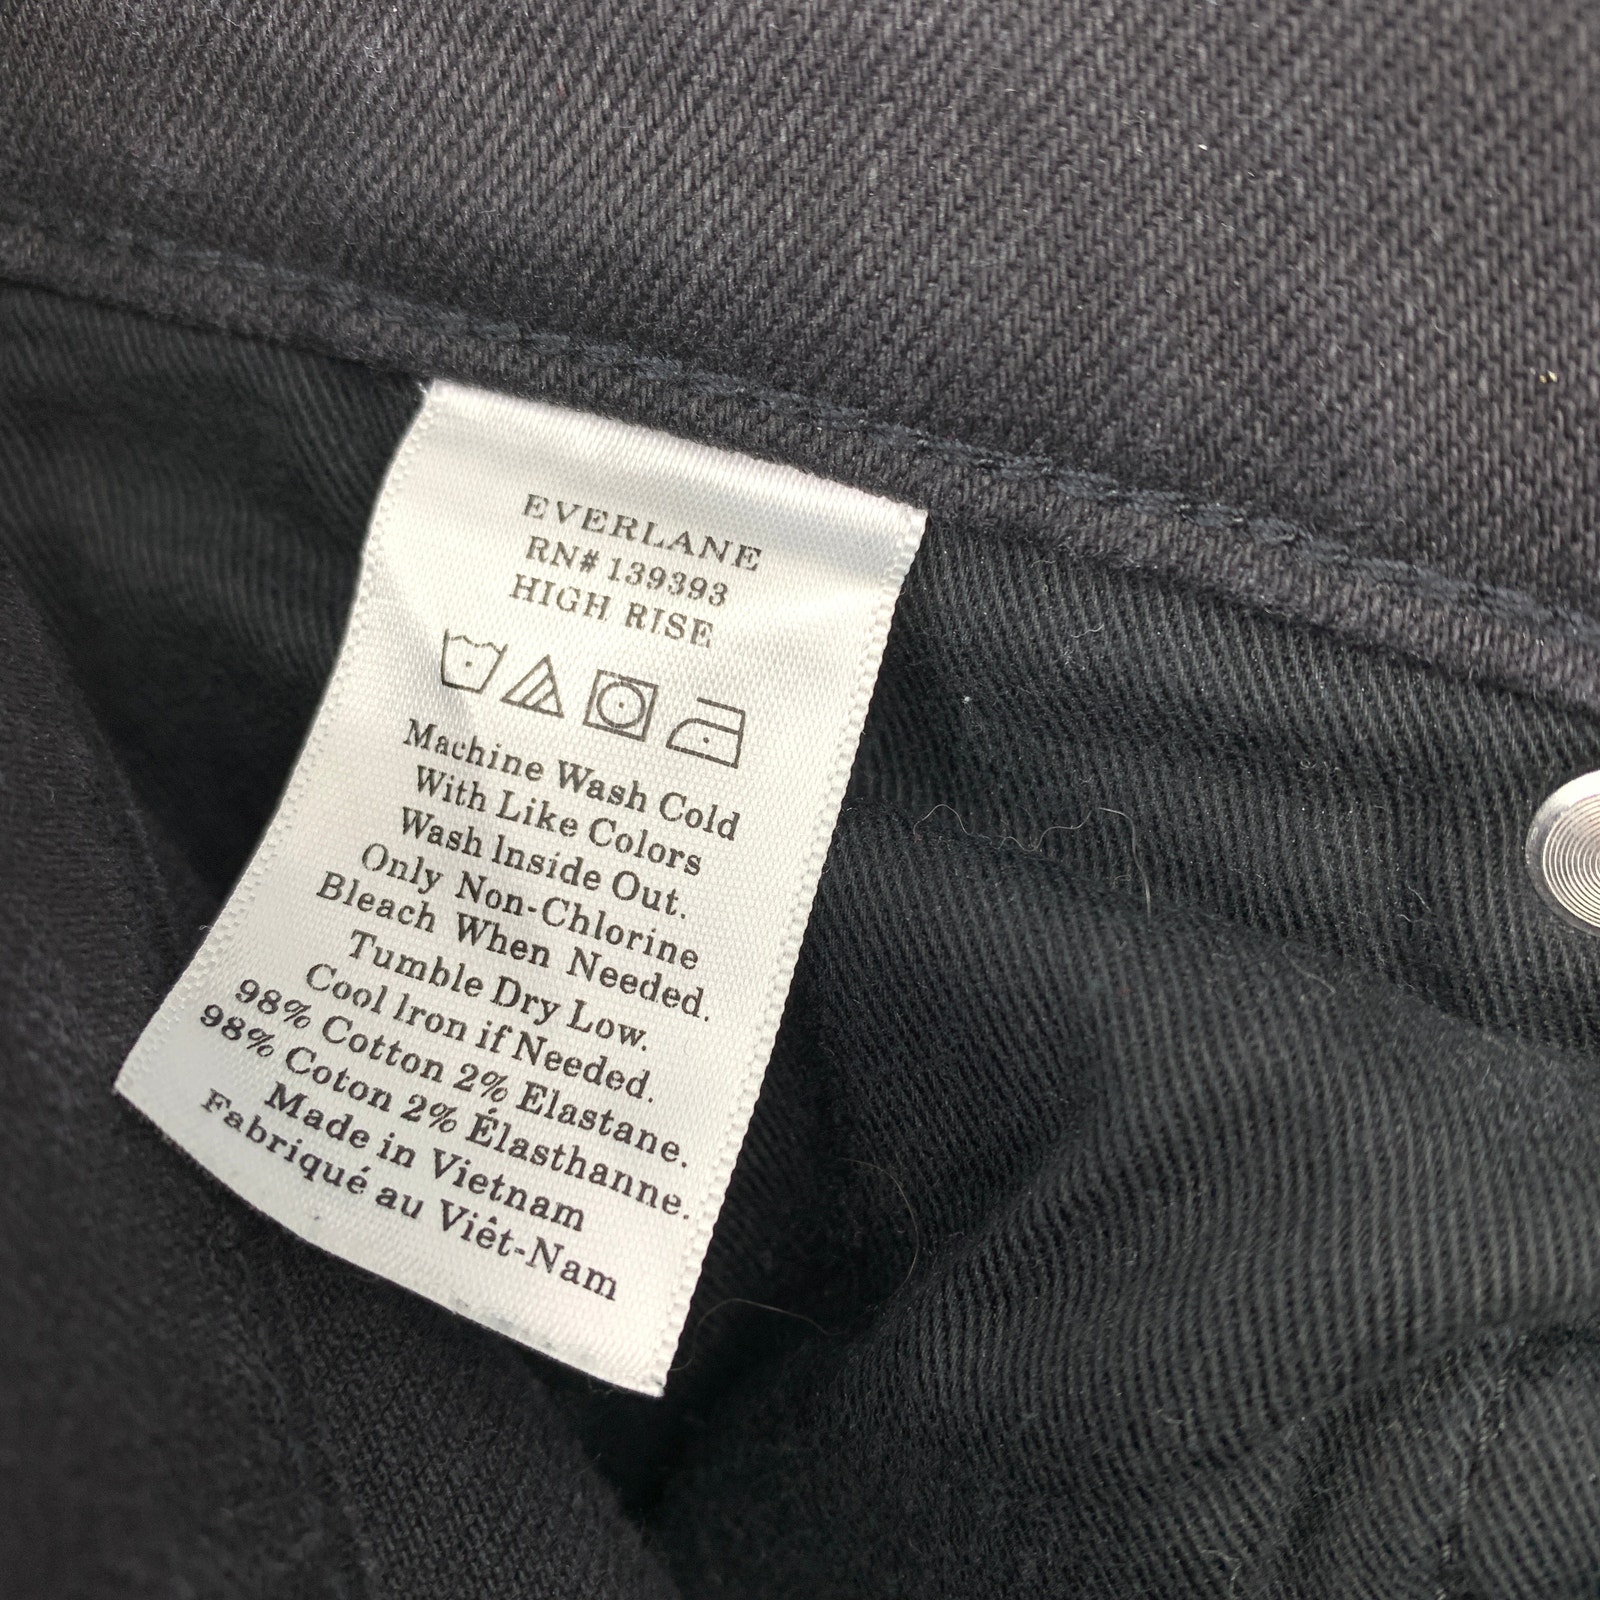 EVERLANE
RN# 139393
HIGH RISE
Machine Wash Cold
With Like Colors
Wash Inside Out.
Only Non-Chlorine
Bleach When Needed.
Tumble Dry Low.
Cool Iron if Needed.
98% Cotton 2% Elastane.
98% Coton 2% Élasthanne.
Made in Vietnam
Fabriqué au Viêt-Nam